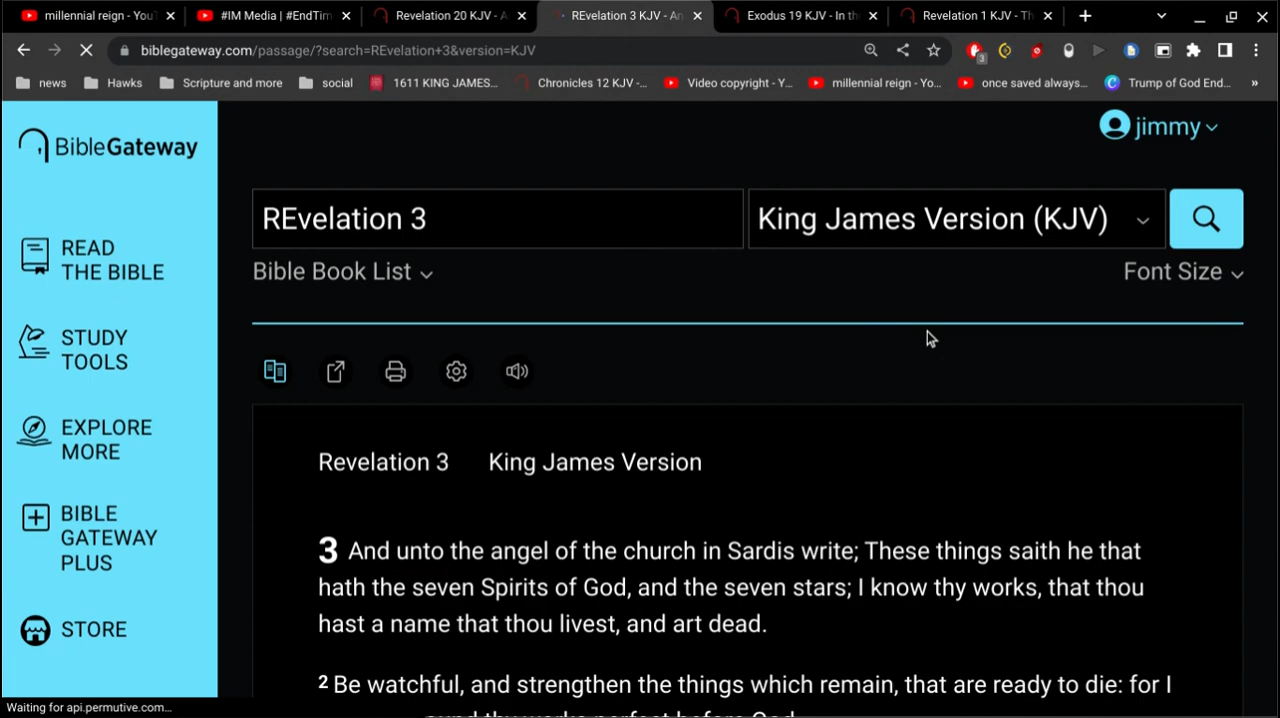 millennial reign - YouT
#IM Media | #EndTim
Revelation 20 KJV - A
REvelation 3 KJV - An
Exodus 19 KJV - In th
Revelation 1 KJV - Th
biblegateway.com/passage/?search=REvelation+3&version=KJV
3
news
Hawks
Scripture and more
social
1611 KING JAMES...
Chronicles 12 KJV -...
Video copyright - Y...
millennial reign - Yo...
once saved always...
Trump of God End...
»
BibleGateway
jimmy
REvelation 3
King James Version (KJV)
Bible Book List
Font Size
READ
THE BIBLE
STUDY
TOOLS
EXPLORE
MORE
BIBLE
GATEWAY
PLUS
STORE
Revelation 3 King James Version
3 And unto the angel of the church in Sardis write; These things saith he that
hath the seven Spirits of God, and the seven stars; I know thy works, that thou
hast a name that thou livest, and art dead.
2 Be watchful, and strengthen the things which remain, that are ready to die: for I
thy works perfect before God
Waiting for api.permutive.com...